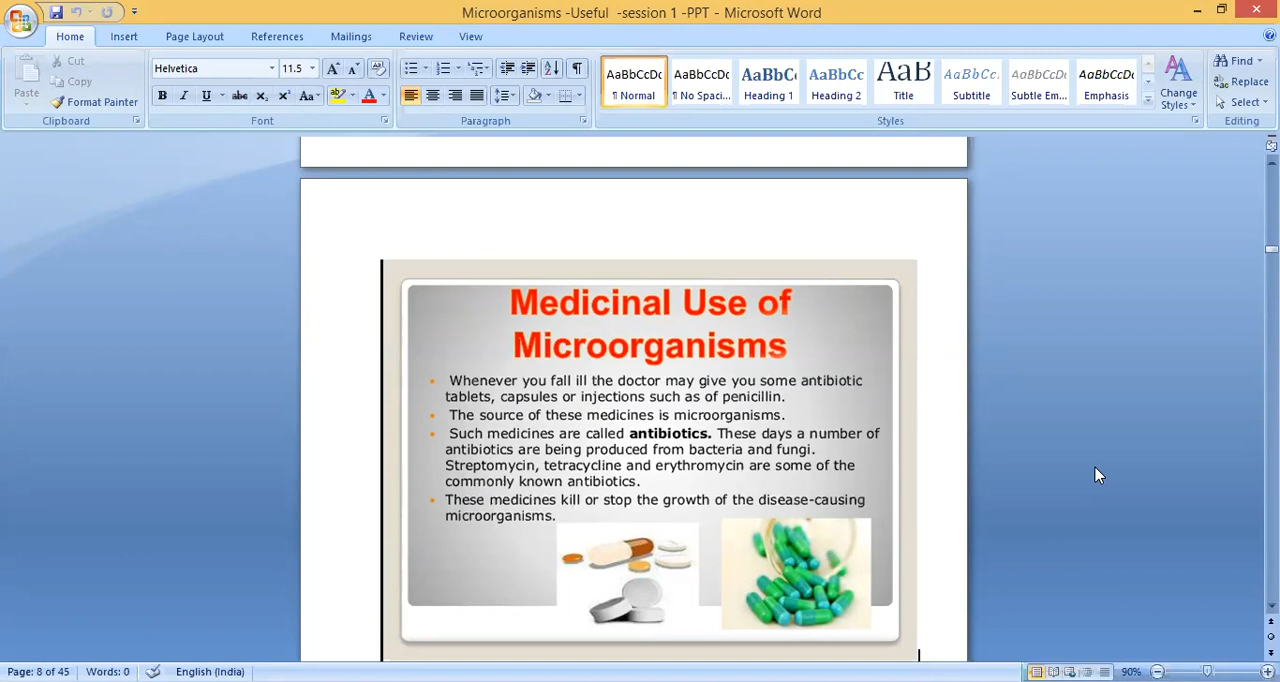 Microorganisms -Useful -session 1 -PPT - Microsoft Word
Home Insert Page Layout References Mailings Review View
Paste
Cut
Copy
Format Painter
Clipboard
Helvetica 11.5
Font
Paragraph
AaBbCcDc AaBbCcDc AaBbC( AaBbCc AaB AaBbCc. AaBbCcDc AaBbCcDc
¶ Normal ¶ No Spaci... Heading 1 Heading 2 Title Subtitle Subtle Em... Emphasis
Change
Styles
Styles
Find
Replace
Select
Editing
Medicinal Use of
Microorganisms
Whenever you fall ill the doctor may give you some antibiotic
tablets, capsules or injections such as of penicillin.
The source of these medicines is microorganisms.
Such medicines are called antibiotics. These days a number of
antibiotics are being produced from bacteria and fungi.
Streptomycin, tetracycline and erythromycin are some of the
commonly known antibiotics.
These medicines kill or stop the growth of the disease-causing
microorganisms.
Page: 8 of 45 Words: 0 English (India) 90%